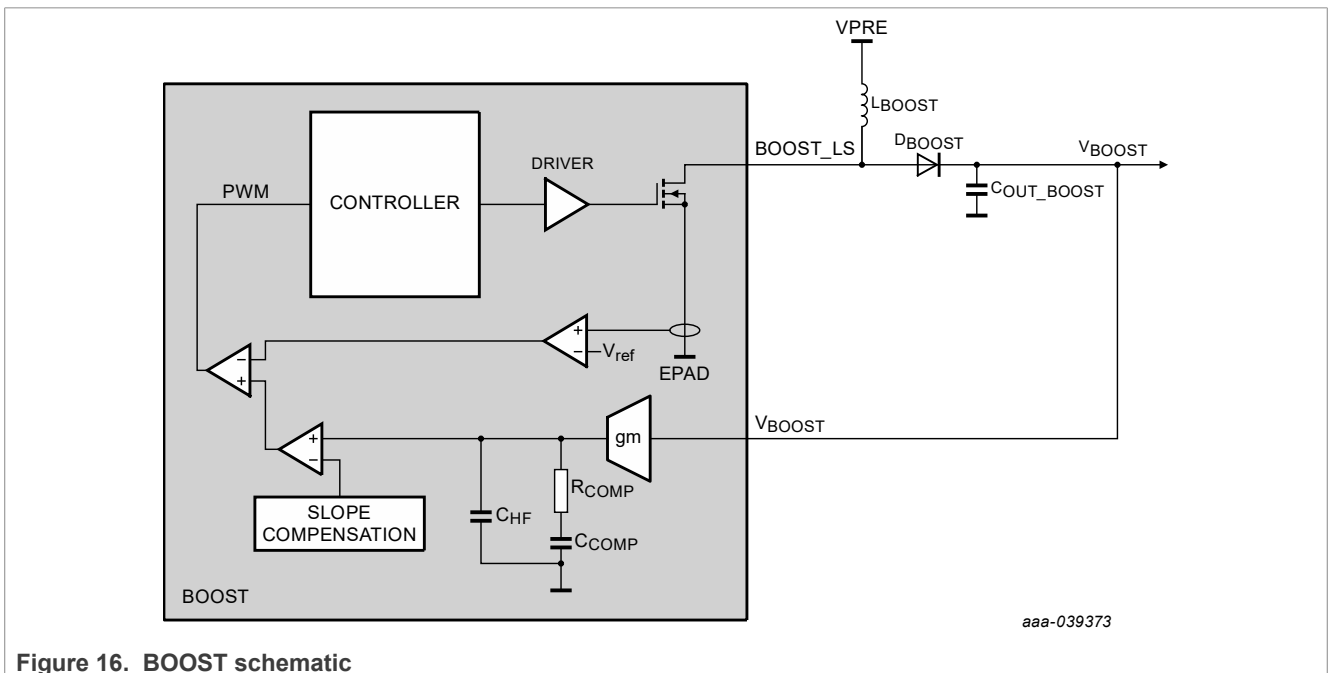 VPRE
LBOOST
DBOOST
BOOST_LS
VBOOST
DRIVER
COUT_BOOST
PWM
CONTROLLER
+
−
Vref
−
+
EPAD
VBOOST
gm
+
−
RCOMP
SLOPE
COMPENSATION
CHF
CCOMP
BOOST
aaa-039373
Figure 16. BOOST schematic